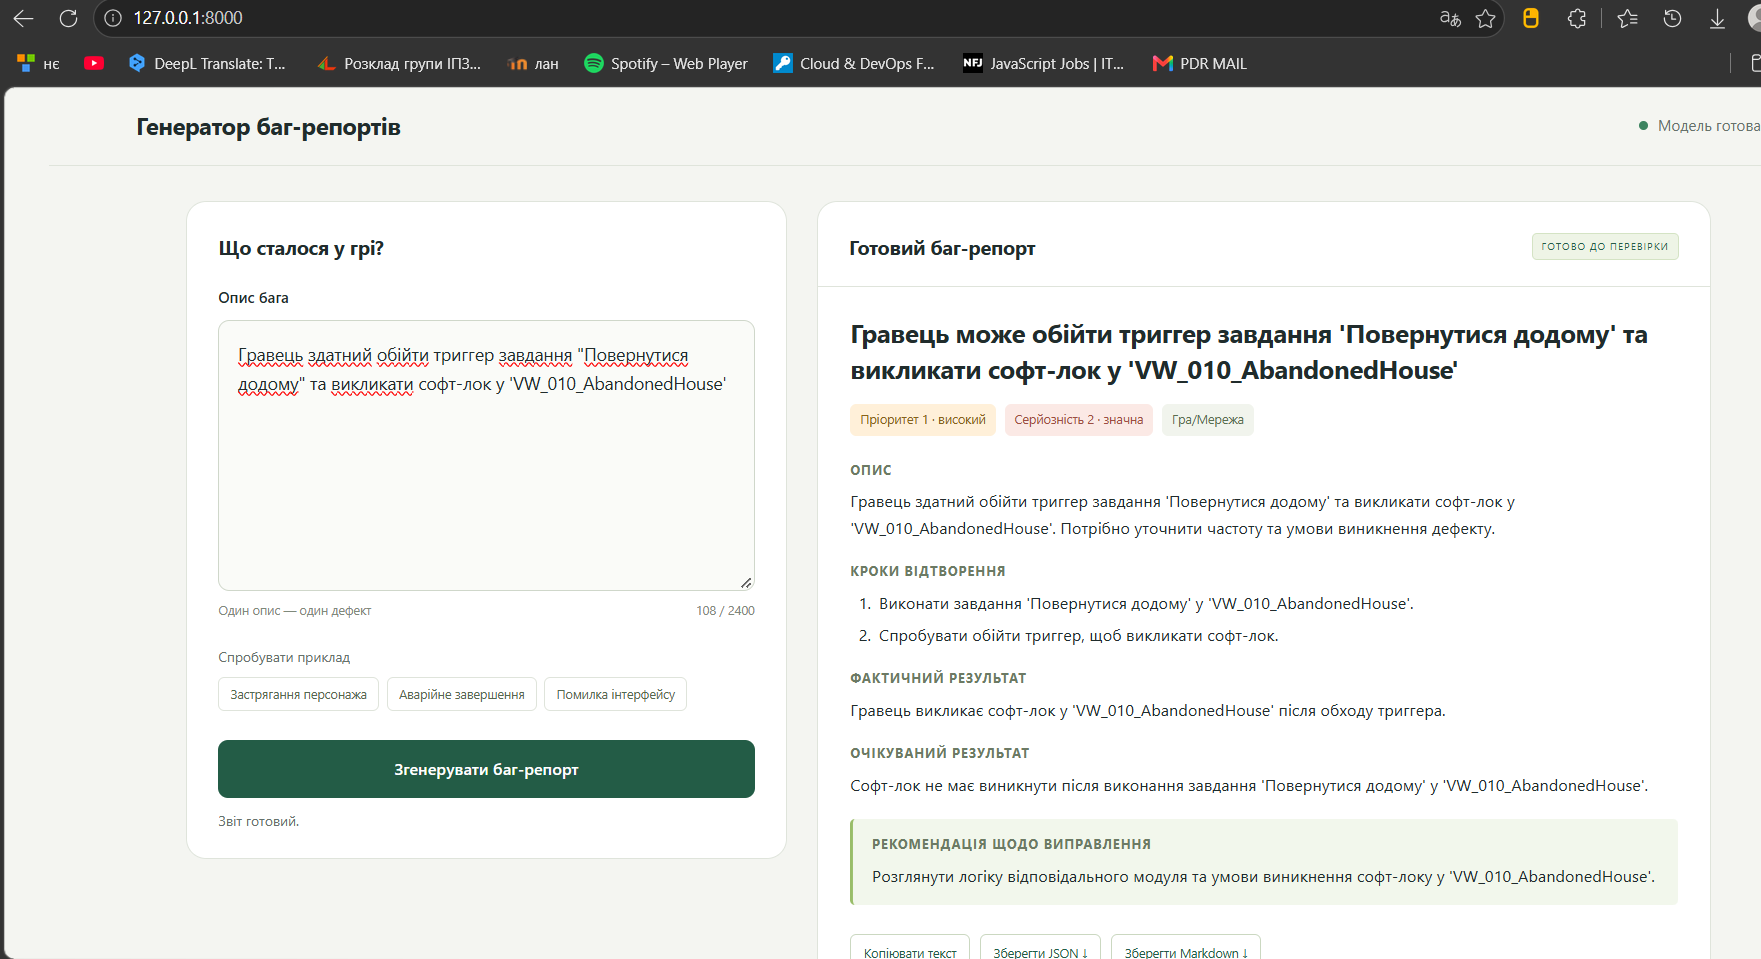 127.0.0.1:8000
нє
DeepL Translate: T...
Розклад групи ІПЗ...
лан
Spotify – Web Player
Cloud & DevOps F...
NFJ
JavaScript Jobs | IT...
PDR MAIL
Генератор баг-репортів
Модель готова
Що сталося у грі?
Опис бага
Гравець здатний обійти триггер завдання "Повернутися
додому" та викликати софт-лок у 'VW_010_AbandonedHouse'
Один опис — один дефект
108 / 2400
Спробувати приклад
Застрягання персонажа
Аварійне завершення
Помилка інтерфейсу
Згенерувати баг-репорт
Звіт готовий.
Готовий баг-репорт
ГОТОВО ДО ПЕРЕВІРКИ
Гравець може обійти триггер завдання 'Повернутися додому' та
викликати софт-лок у 'VW_010_AbandonedHouse'
Пріоритет 1 · високий
Серйозність 2 · значна
Гра/Мережа
ОПИС
Гравець здатний обійти триггер завдання 'Повернутися додому' та викликати софт-лок у
'VW_010_AbandonedHouse'. Потрібно уточнити частоту та умови виникнення дефекту.
КРОКИ ВІДТВОРЕННЯ
1. Виконати завдання 'Повернутися додому' у 'VW_010_AbandonedHouse'.
2. Спробувати обійти триггер, щоб викликати софт-лок.
ФАКТИЧНИЙ РЕЗУЛЬТАТ
Гравець викликає софт-лок у 'VW_010_AbandonedHouse' після обходу триггера.
ОЧІКУВАНИЙ РЕЗУЛЬТАТ
Софт-лок не має виникнути після виконання завдання 'Повернутися додому' у 'VW_010_AbandonedHouse'.
РЕКОМЕНДАЦІЯ ЩОДО ВИПРАВЛЕННЯ
Розглянути логіку відповідального модуля та умови виникнення софт-локу у 'VW_010_AbandonedHouse'.
Копіювати текст
Зберегти JSON ↓
Зберегти Markdown ↓